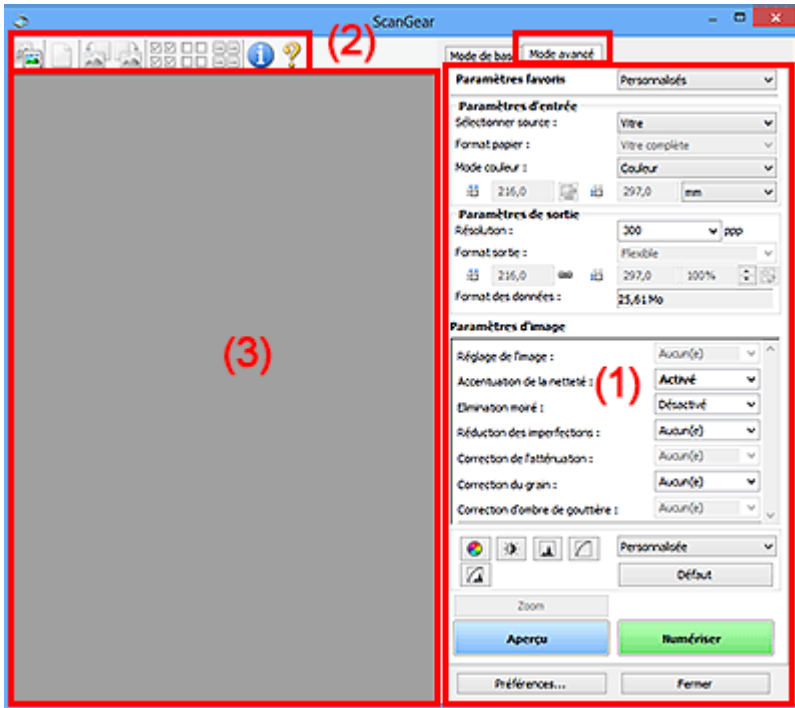 ScanGear
(2)
Mode de base Mode avancé
Paramètres favoris Personnalisés
Paramètres d'entrée
Sélectionner source : Vitre
Format papier : Vitre complète
Mode couleur : Couleur
216,0 297,0 mm
Paramètres de sortie
Résolution : 300 ppp
Format sortie : Flexible
216,0 297,0 100%
Format des données : 25,61 Mo
Paramètres d'image
(3)
Réglage de l'image : Aucun(e)
Accentuation de la netteté : Activé
(1)
Elimination moiré : Désactivé
Réduction des imperfections : Aucun(e)
Correction de l'atténuation : Aucun(e)
Correction du grain : Aucun(e)
Correction d'ombre de gouttière : Aucun(e)
Personnalisée
Défaut
Zoom
Aperçu Numériser
Préférences... Fermer